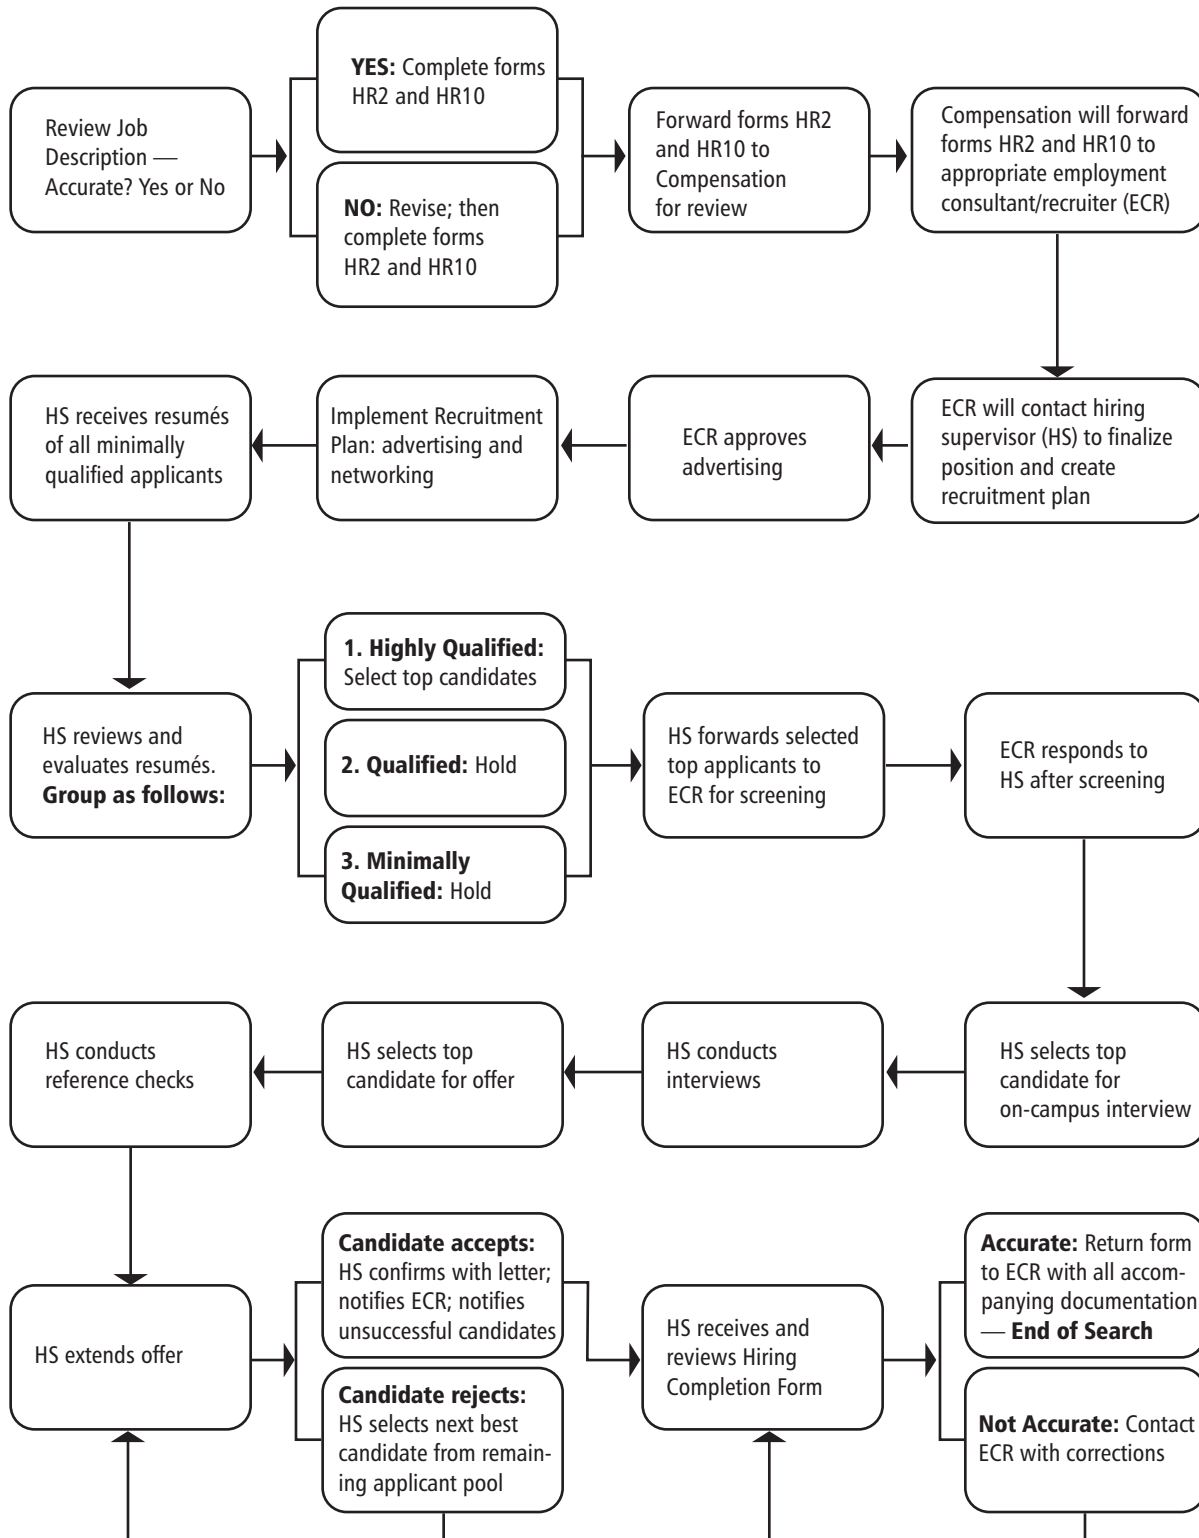 Review Job
Description —
Accurate? Yes or No
YES: Complete forms
HR2 and HR10
NO: Revise; then
complete forms
HR2 and HR10
Forward forms HR2
and HR10 to
Compensation
for review
Compensation will forward
forms HR2 and HR10 to
appropriate employment
consultant/recruiter (ECR)
ECR will contact hiring
supervisor (HS) to finalize
position and create
recruitment plan
ECR approves
advertising
Implement Recruitment
Plan: advertising and
networking
HS receives resumés
of all minimally
qualified applicants
HS reviews and
evaluates resumés.
Group as follows:
1. Highly Qualified:
Select top candidates
2. Qualified: Hold
3. Minimally
Qualified: Hold
HS forwards selected
top applicants to
ECR for screening
ECR responds to
HS after screening
HS selects top
candidate for
on-campus interview
HS conducts
interviews
HS selects top
candidate for offer
HS conducts
reference checks
HS extends offer
Candidate accepts:
HS confirms with letter;
notifies ECR; notifies
unsuccessful candidates
Candidate rejects:
HS selects next best
candidate from remain-
ing applicant pool
HS receives and
reviews Hiring
Completion Form
Accurate: Return form
to ECR with all accom-
panying documentation
— End of Search
Not Accurate: Contact
ECR with corrections